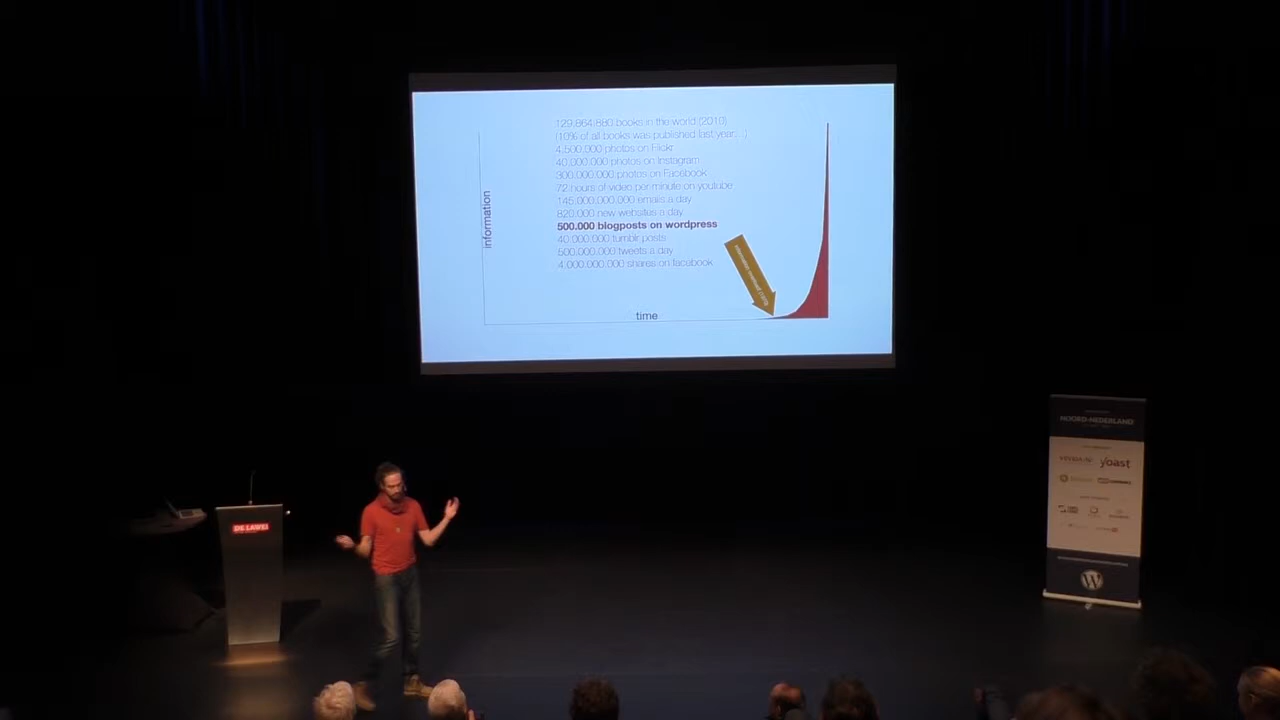 129.864.880 books in the world (2010)
(10% of all books was published last year...)
4.500.000 photos on Flickr
40.000.000 photos on Instagram
300.000.000 photos on Facebook
72 hours of video per minute on youtube
145.000.000.000 emails a day
820.000 new websites a day
500.000 blogposts on wordpress
40.000.000 tumblr posts
500.000.000 tweets a day
4.000.000.000 shares on facebook
information
time
DE LAWEI
NOORD-NEDERLAND
yoast
W